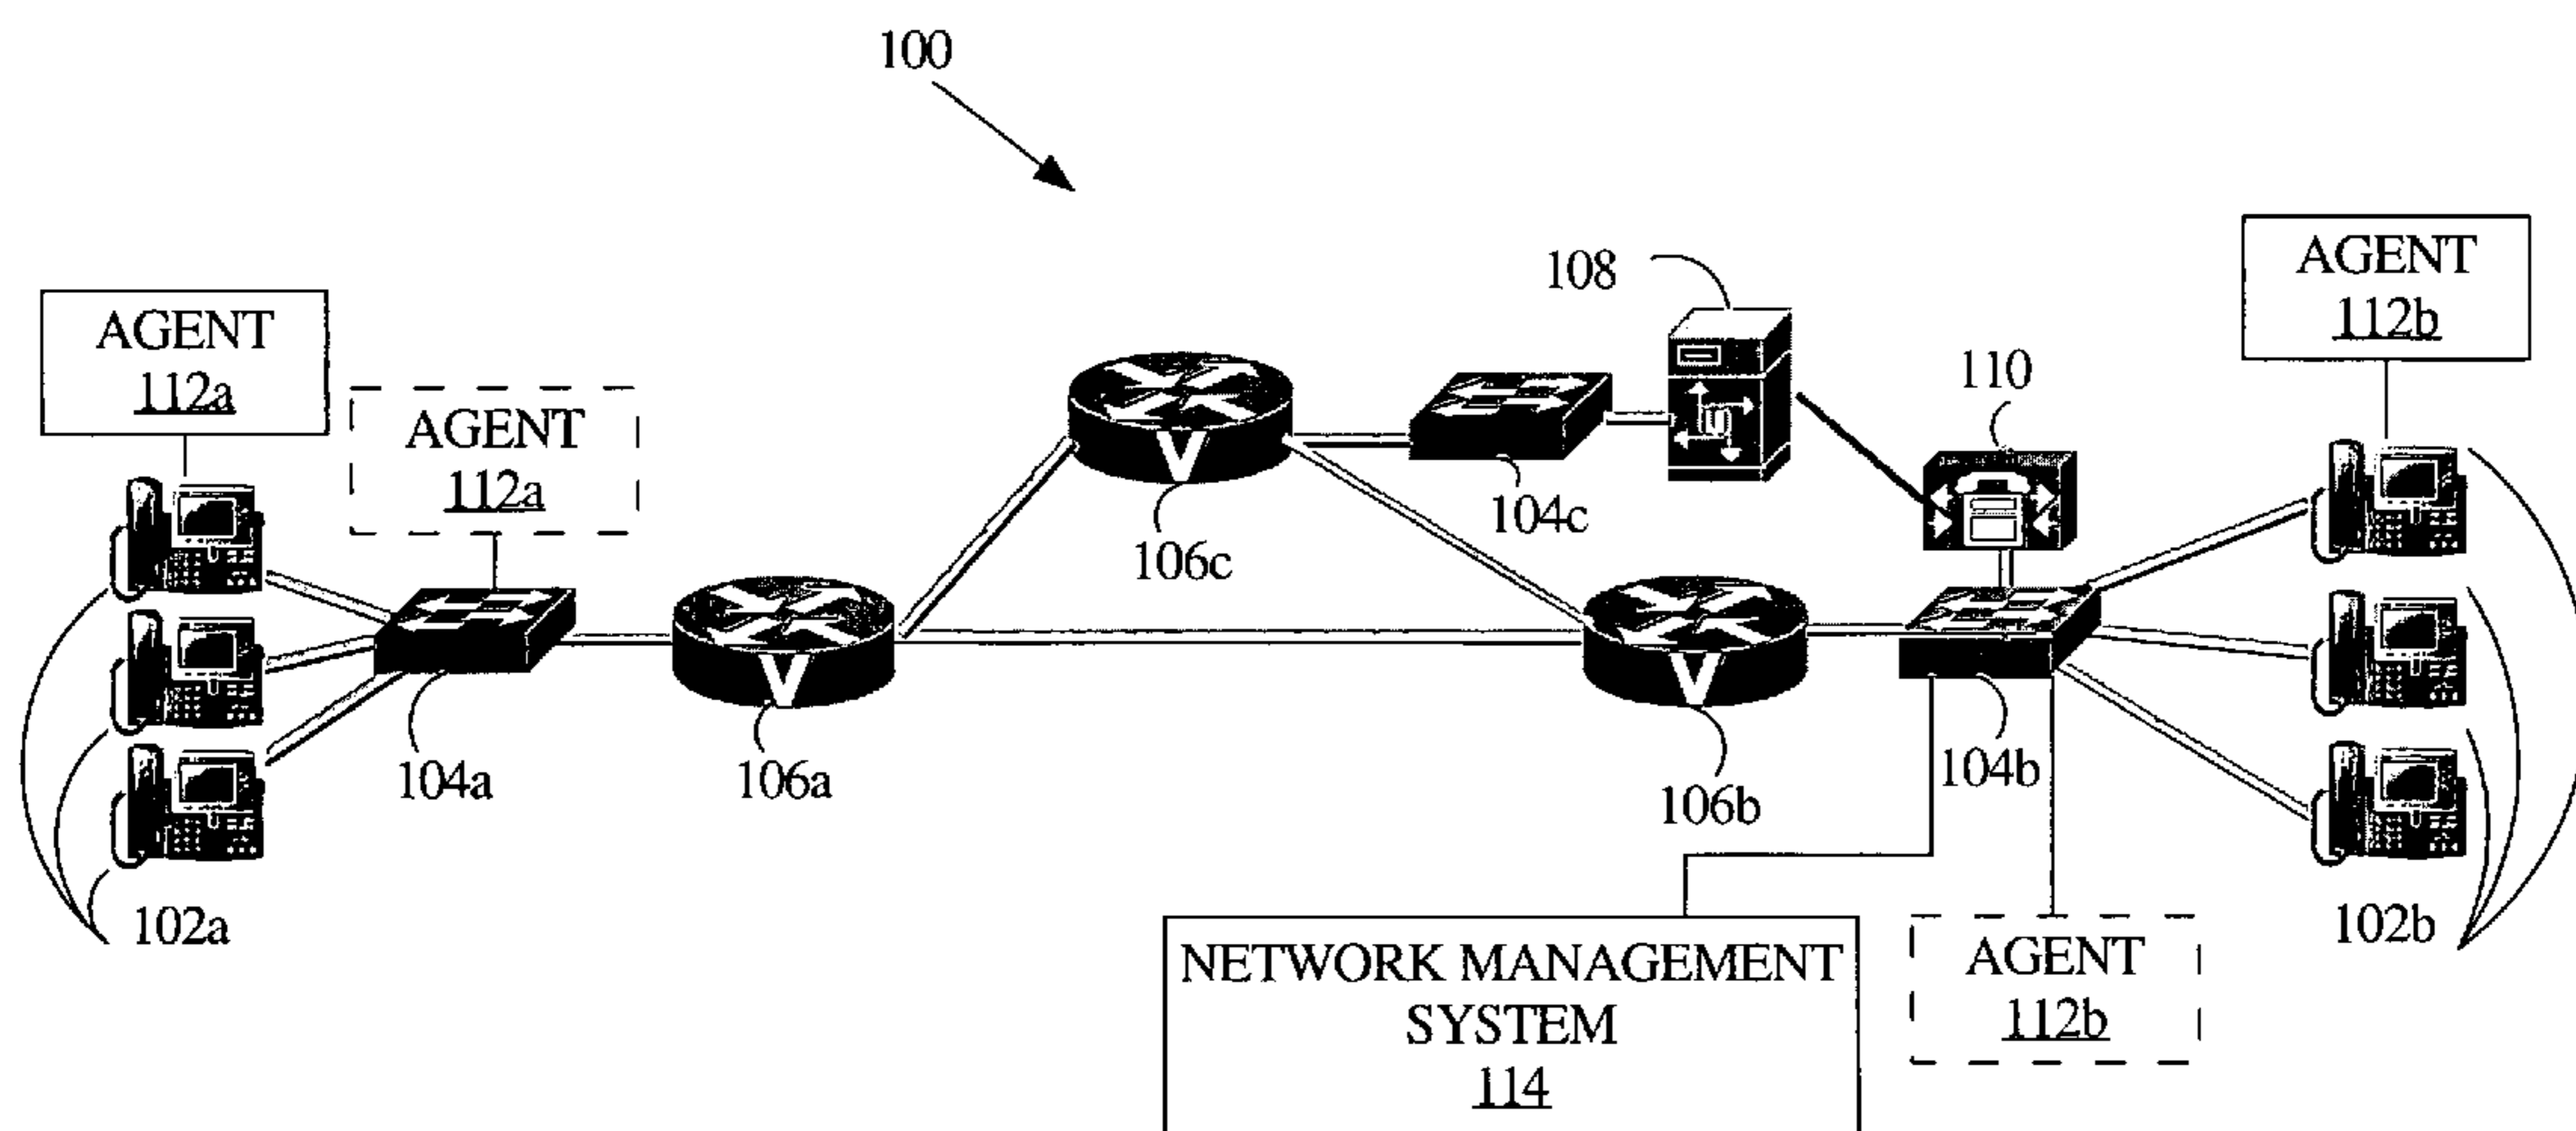 100
108
AGENT
112b
AGENT
112a
110
AGENT
112a
104c
106c
104a
106a
106b
104b
102a
102b
NETWORK MANAGEMENT
SYSTEM
114
AGENT
112b
V
V
V
U